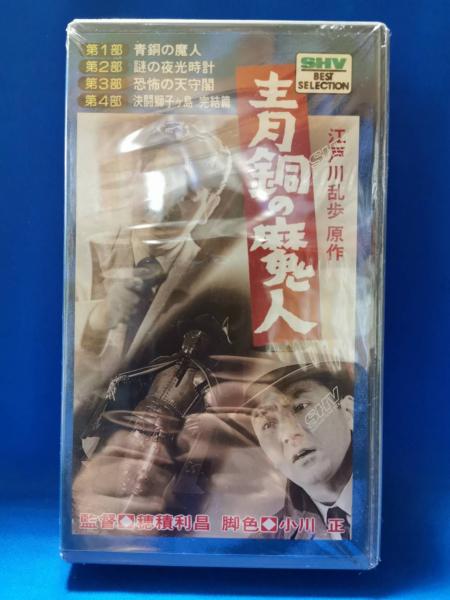 第1部 青銅の魔人
第2部 謎の夜光時計
第3部 恐怖の天守閣
第4部 決闘獅子ヶ島 完結篇
SHV
BEST
SELECTION
青銅の魔人
江戸川乱歩 原作
SHV
SHV
監督 穂積利昌 脚色 小川 正